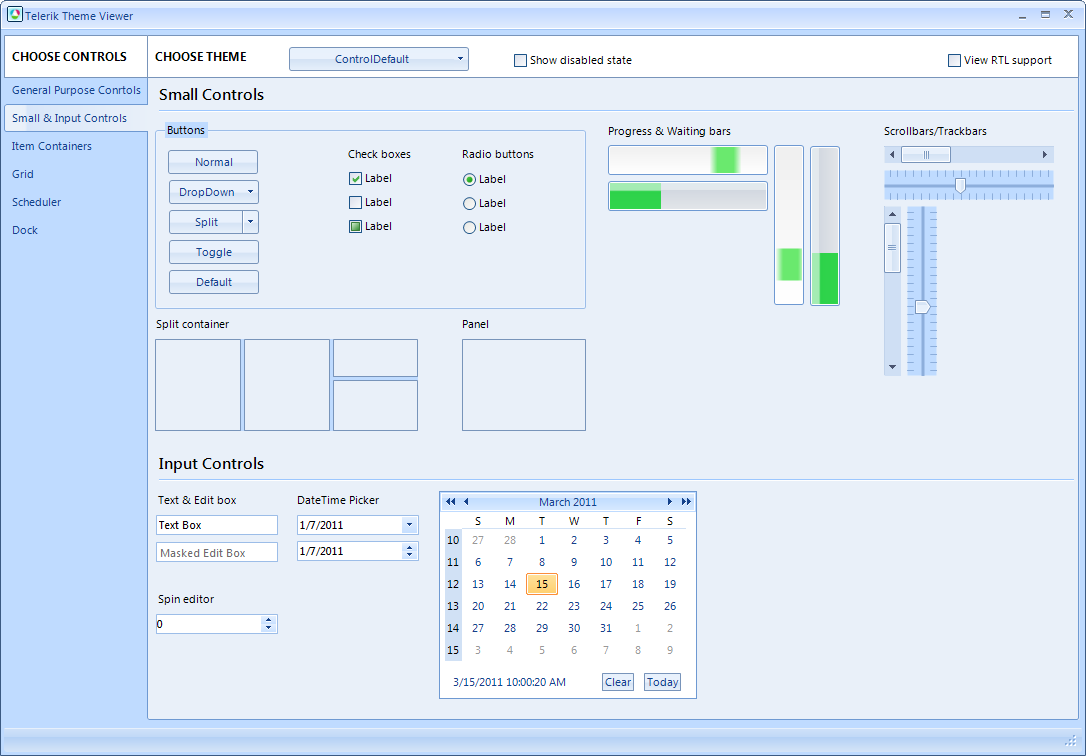 Telerik Theme Viewer
CHOOSE CONTROLS
CHOOSE THEME
ControlDefault
Show disabled state
View RTL support
General Purpose Conrtols
Small & Input Controls
Item Containers
Grid
Scheduler
Dock
Small Controls
Buttons
Normal
DropDown
Split
Toggle
Default
Check boxes
Label
Label
Label
Radio buttons
Label
Label
Label
Progress & Waiting bars
Scrollbars/Trackbars
Split container
Panel
Input Controls
Text & Edit box
Text Box
Masked Edit Box
Spin editor
0
DateTime Picker
1/7/2011
1/7/2011
March 2011
S M T W T F S
10 27 28 1 2 3 4 5
11 6 7 8 9 10 11 12
12 13 14 15 16 17 18 19
13 20 21 22 23 24 25 26
14 27 28 29 30 31 1 2
15 3 4 5 6 7 8 9
3/15/2011 10:00:20 AM Clear Today